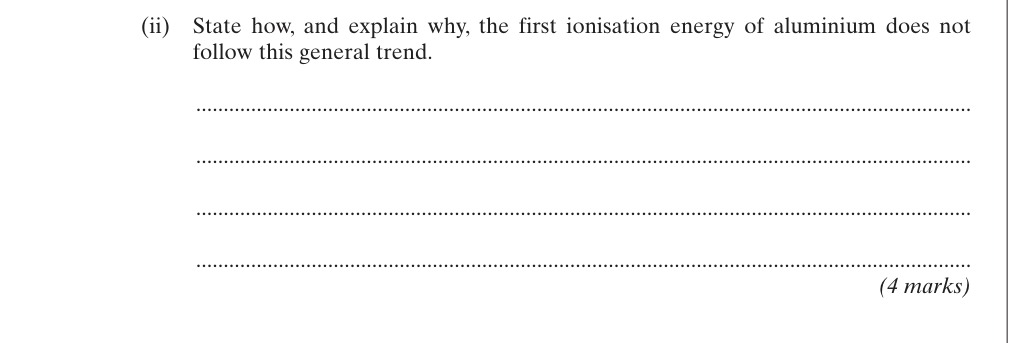 (ii) State how, and explain why, the first ionisation energy of aluminium does not
follow this general trend.
....................................................................................................
....................................................................................................
....................................................................................................
....................................................................................................
(4 marks)